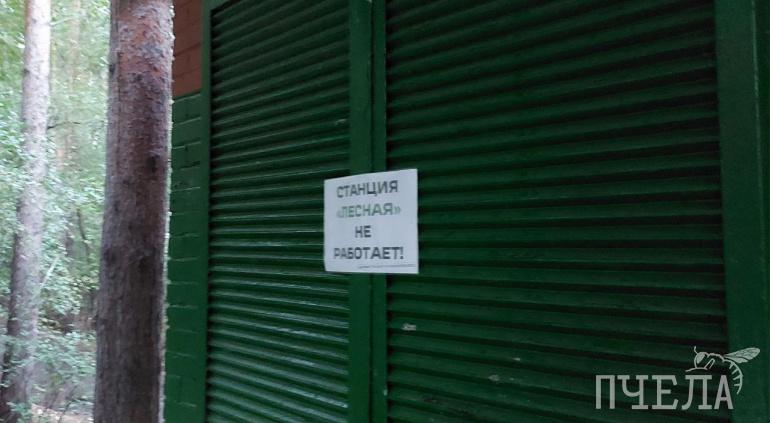 СТАНЦИЯ
«ЛЕСНАЯ»
НЕ
РАБОТАЕТ!
ПЧЕЛА